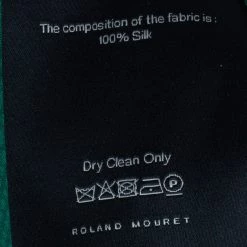 The composition of the fabric is :
100% Silk
Dry Clean Only
P
ROLAND MOURET